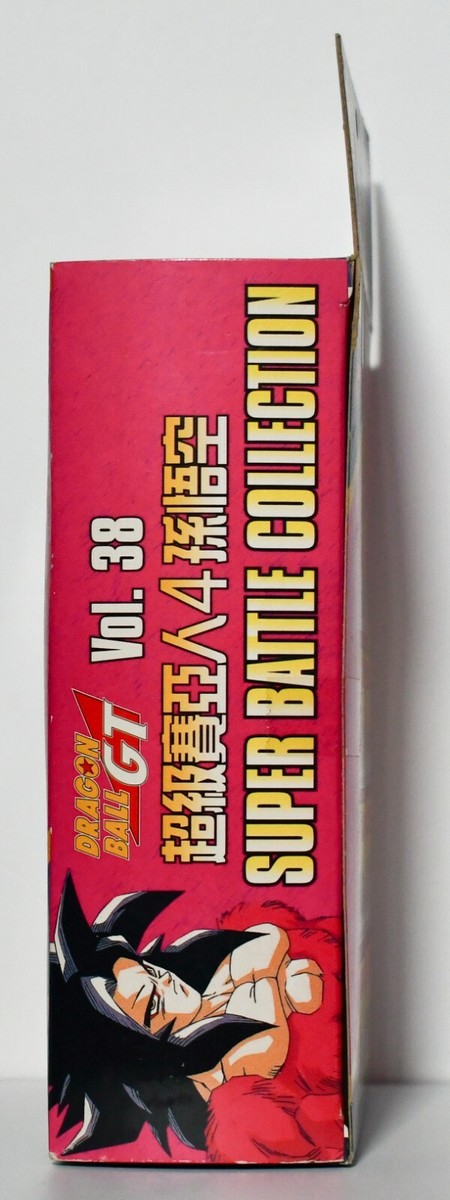 DRAGON
BALL GT
Vol. 38
超級賽亞人4 孫悟空
SUPER BATTLE COLLECTION